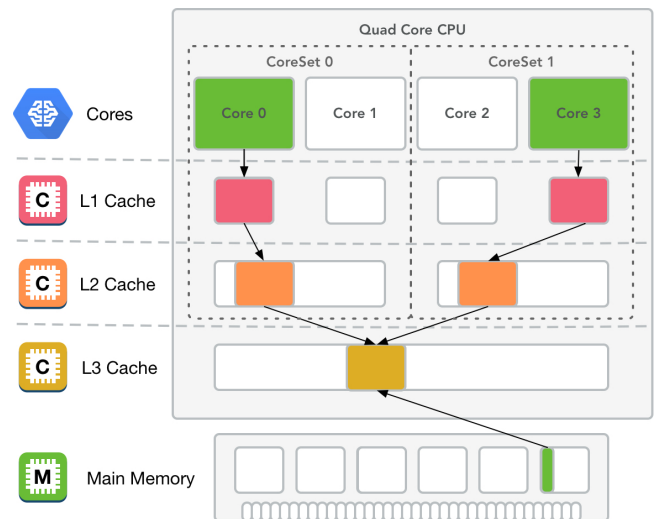 Quad Core CPU
CoreSet 0
CoreSet 1
Cores
Core 0
Core 1
Core 2
Core 3
C
L1 Cache
C
L2 Cache
C
L3 Cache
M
Main Memory